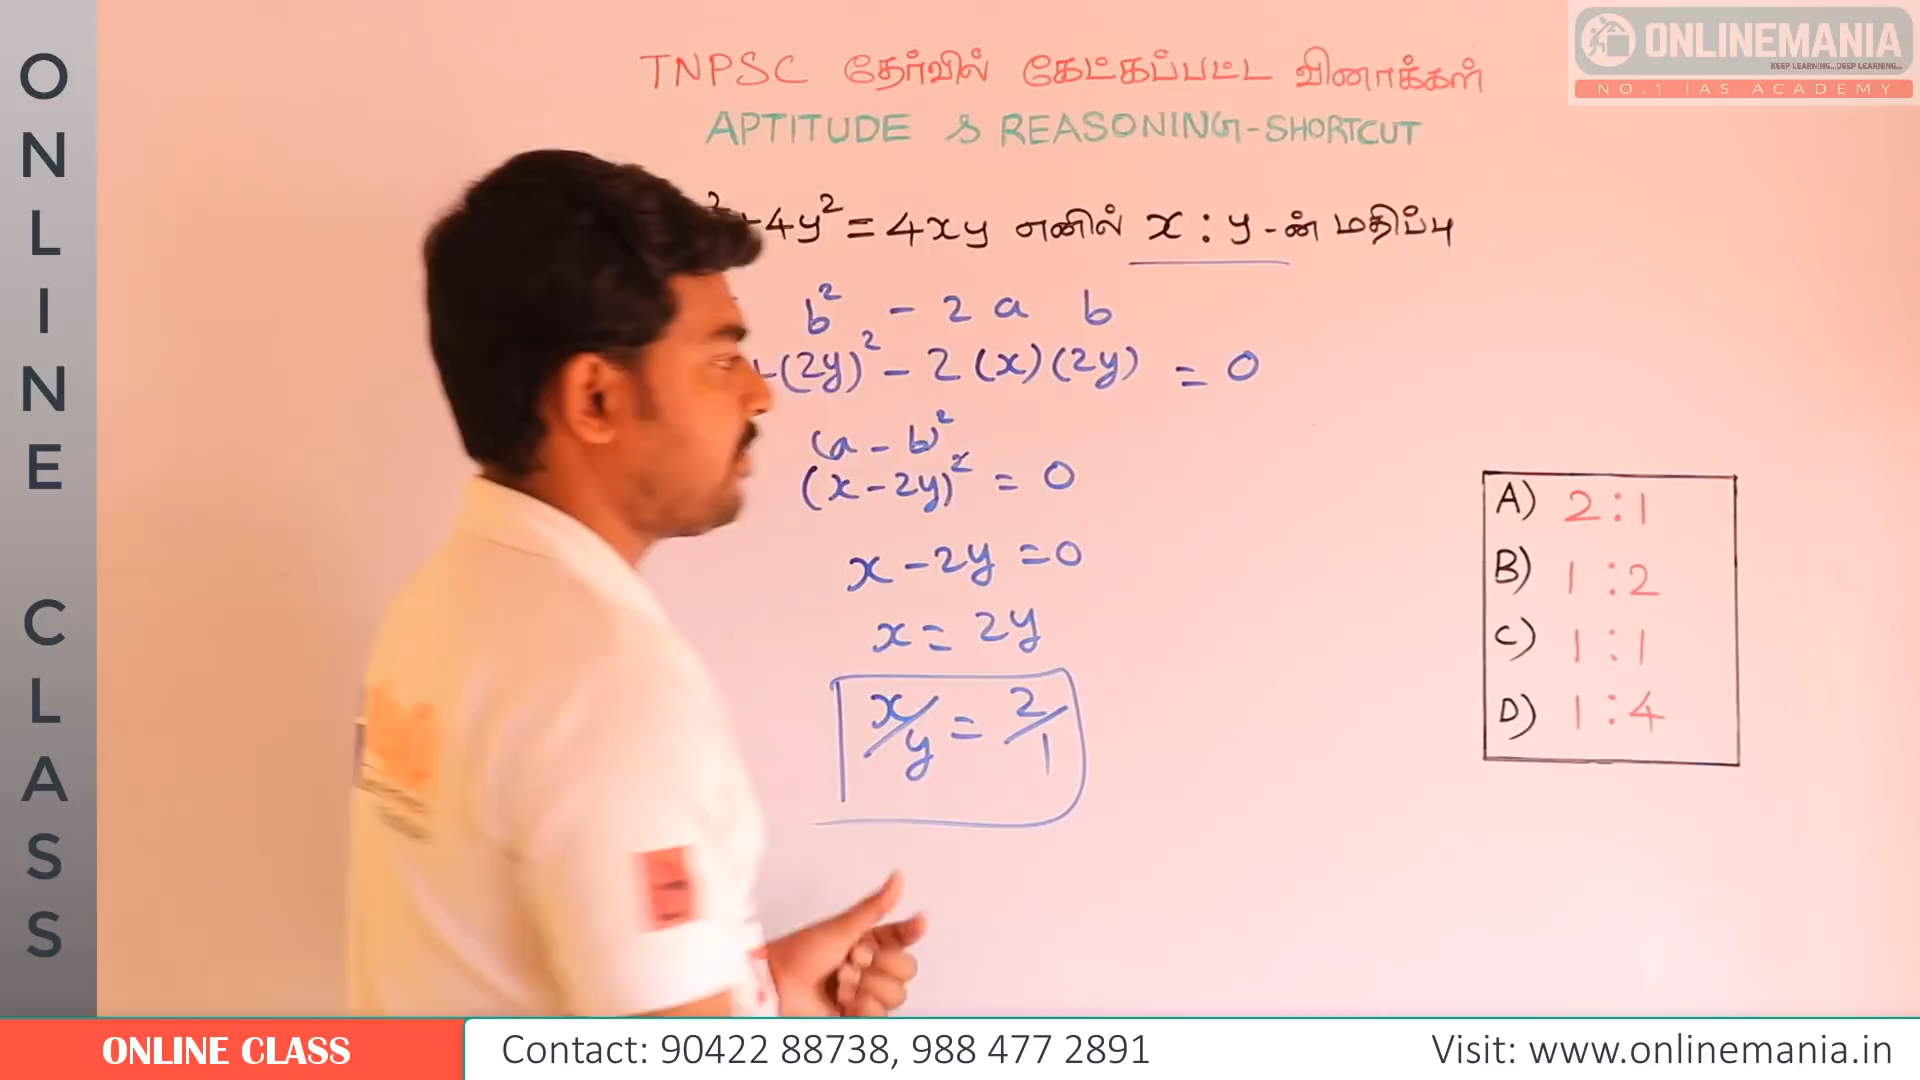 ONLINE CLASS
ONLINEMANIA
KEEP LEARNING...DEEP LEARNING...
NO.1 IAS ACADEMY
TNPSC தேர்வில் கேட்கப்பட்ட வினாக்கள்
APTITUDE & REASONING-SHORTCUT
² +4y² = 4xy எனில் x : y -ன் மதிப்பு
b² - 2 a b
+(2y)² - 2 (x) (2y) = 0
(a - b)²
(x - 2y)² = 0
x - 2y = 0
x = 2y
x/y = 2/1
A) 2 : 1
B) 1 : 2
C) 1 : 1
D) 1 : 4
ONLINE CLASS
Contact: 90422 88738, 988 477 2891
Visit: www.onlinemania.in